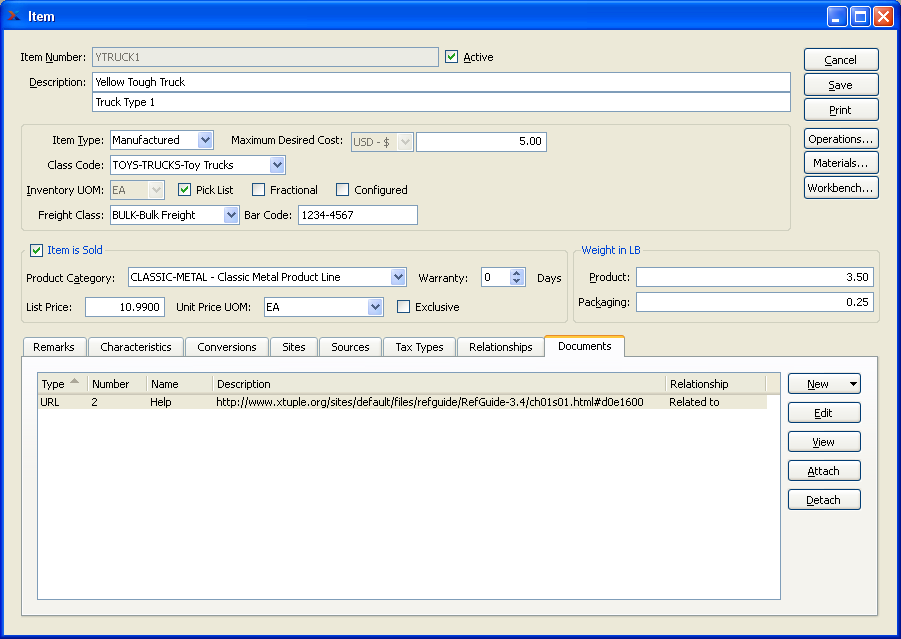 Item
Item Number: YTRUCK1 Active
Description: Yellow Tough Truck
Truck Type 1
Cancel
Save
Print
Operations...
Materials...
Workbench...
Item Type: Manufactured Maximum Desired Cost: USD - $ 5.00
Class Code: TOYS-TRUCKS-Toy Trucks
Inventory UOM: EA Pick List Fractional Configured
Freight Class: BULK-Bulk Freight Bar Code: 1234-4567
Item is Sold
Product Category: CLASSIC-METAL - Classic Metal Product Line Warranty: 0 Days
List Price: 10.9900 Unit Price UOM: EA Exclusive
Weight in LB
Product: 3.50
Packaging: 0.25
Remarks Characteristics Conversions Sites Sources Tax Types Relationships Documents
Type Number Name Description Relationship
URL 2 Help http://www.xtuple.org/sites/default/files/refguide/RefGuide-3.4/ch01s01.html#d0e1600 Related to
New
Edit
View
Attach
Detach